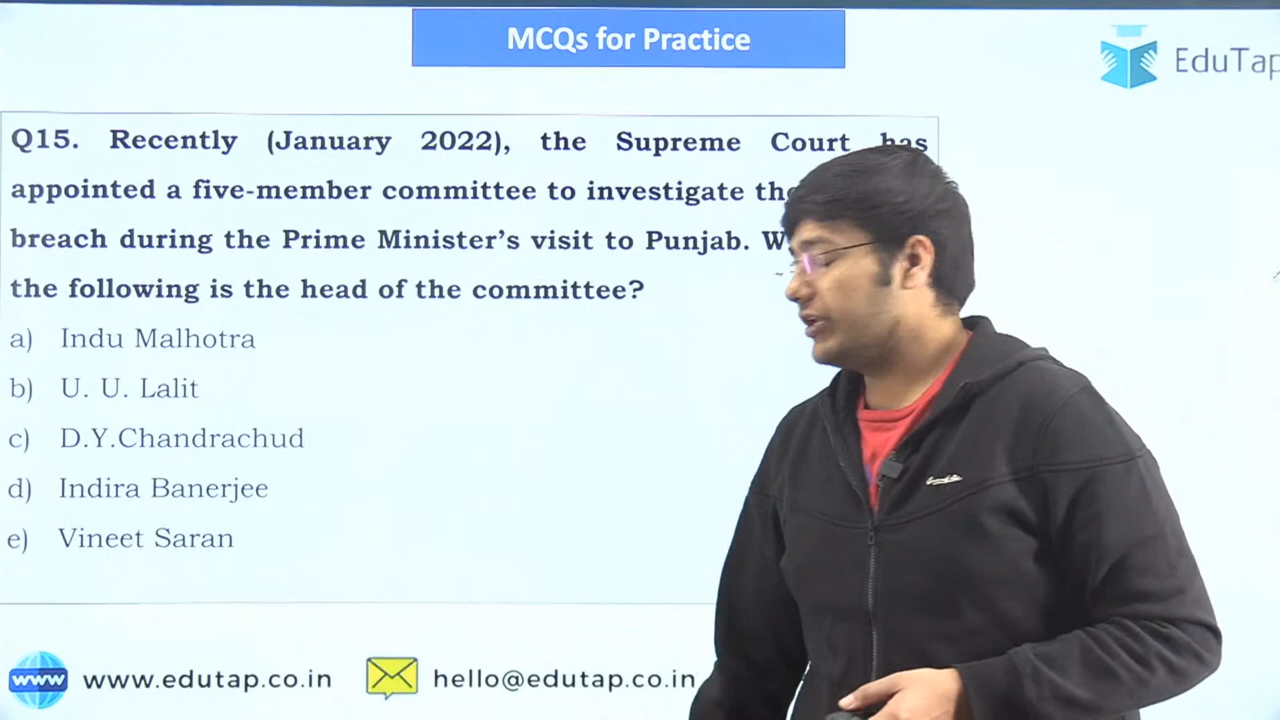 MCQs for Practice
EduTap
Q15. Recently (January 2022), the Supreme Court has
appointed a five-member committee to investigate
breach during the Prime Minister's visit to Punjab.
the following is the head of the committee?
a) Indu Malhotra
b) U. U. Lalit
c) D.Y.Chandrachud
d) Indira Banerjee
e) Vineet Saran
www www.edutap.co.in hello@edutap.co.in